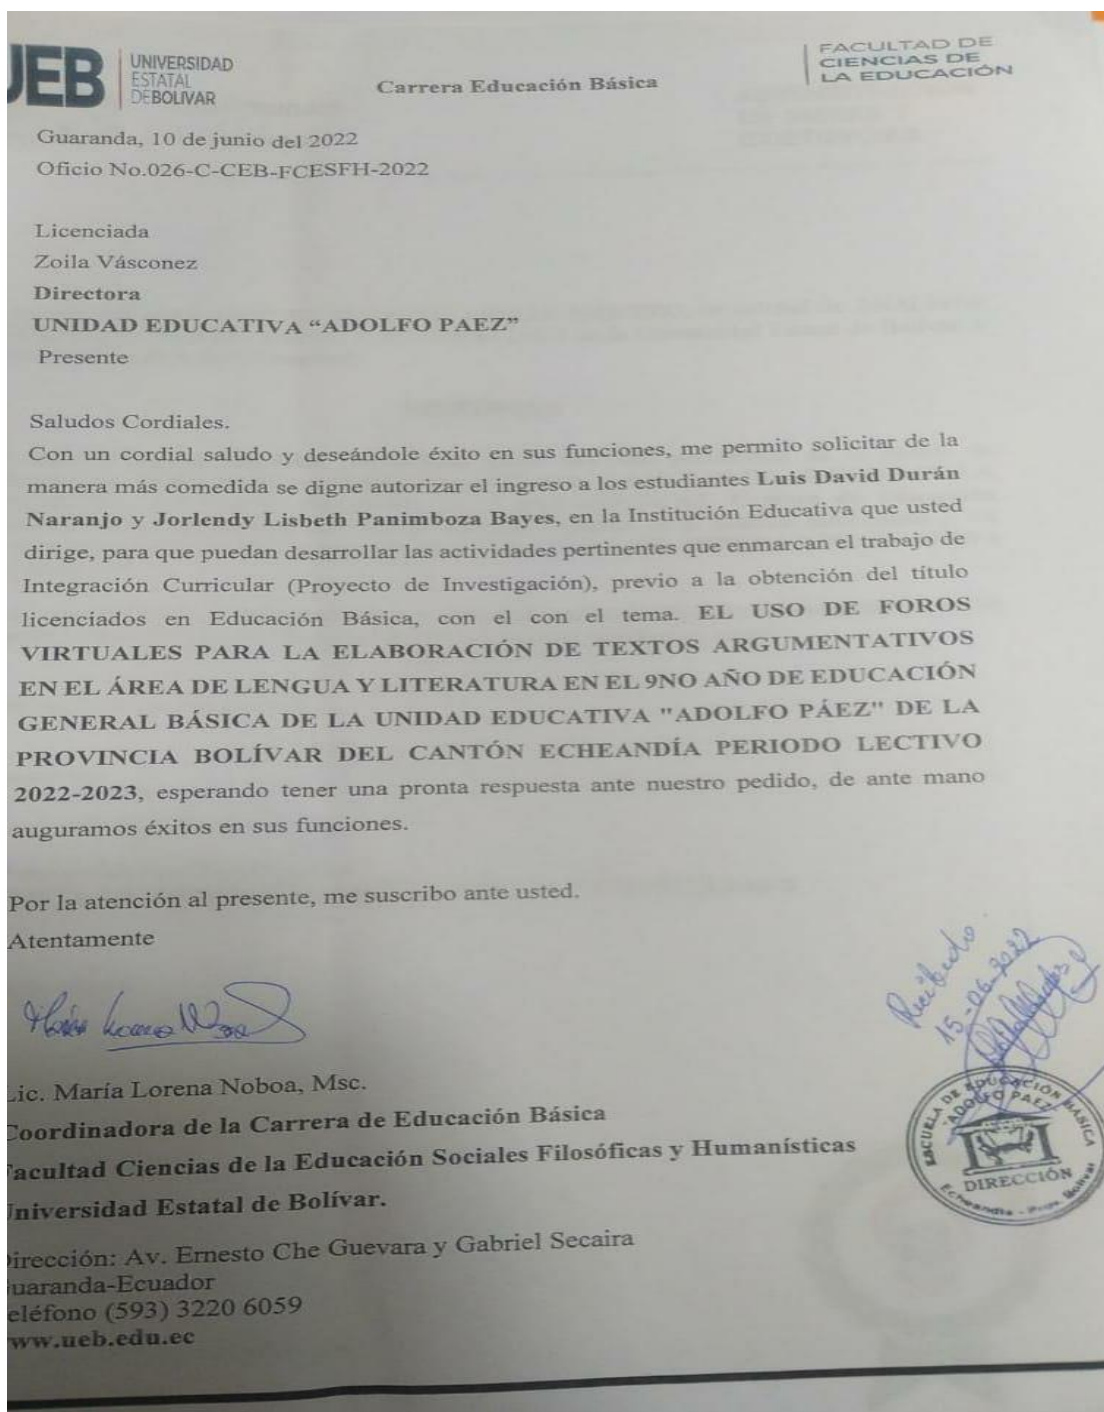 UEB
UNIVERSIDAD
ESTATAL
DE BOLIVAR
Carrera Educación Básica
FACULTAD DE
CIENCIAS DE
LA EDUCACIÓN
Guaranda, 10 de junio del 2022
Oficio No.026-C-CEB-FCESFH-2022
Licenciada
Zoila Vásconez
Directora
UNIDAD EDUCATIVA “ADOLFO PAEZ”
Presente
Saludos Cordiales.
Con un cordial saludo y deseándole éxito en sus funciones, me permito solicitar de la
manera más comedida se digne autorizar el ingreso a los estudiantes Luis David Durán
Naranjo y Jorlendy Lisbeth Panimboza Bayes, en la Institución Educativa que usted
dirige, para que puedan desarrollar las actividades pertinentes que enmarcan el trabajo de
Integración Curricular (Proyecto de Investigación), previo a la obtención del título
licenciados en Educación Básica, con el con el tema. EL USO DE FOROS
VIRTUALES PARA LA ELABORACIÓN DE TEXTOS ARGUMENTATIVOS
EN EL ÁREA DE LENGUA Y LITERATURA EN EL 9NO AÑO DE EDUCACIÓN
GENERAL BÁSICA DE LA UNIDAD EDUCATIVA "ADOLFO PÁEZ" DE LA
PROVINCIA BOLÍVAR DEL CANTÓN ECHEANDÍA PERIODO LECTIVO
2022-2023, esperando tener una pronta respuesta ante nuestro pedido, de ante mano
auguramos éxitos en sus funciones.
Por la atención al presente, me suscribo ante usted.
Atentamente
Recibido
15-06-2022
Lic. María Lorena Noboa, Msc.
Coordinadora de la Carrera de Educación Básica
Facultad Ciencias de la Educación Sociales Filosóficas y Humanísticas
Universidad Estatal de Bolívar.
ESCUELA DE EDUCACIÓN BÁSICA
"ADOLFO PAEZ"
DIRECCIÓN
Echeandía - Prov. Bolívar
Dirección: Av. Ernesto Che Guevara y Gabriel Secaira
Guaranda-Ecuador
Teléfono (593) 3220 6059
www.ueb.edu.ec